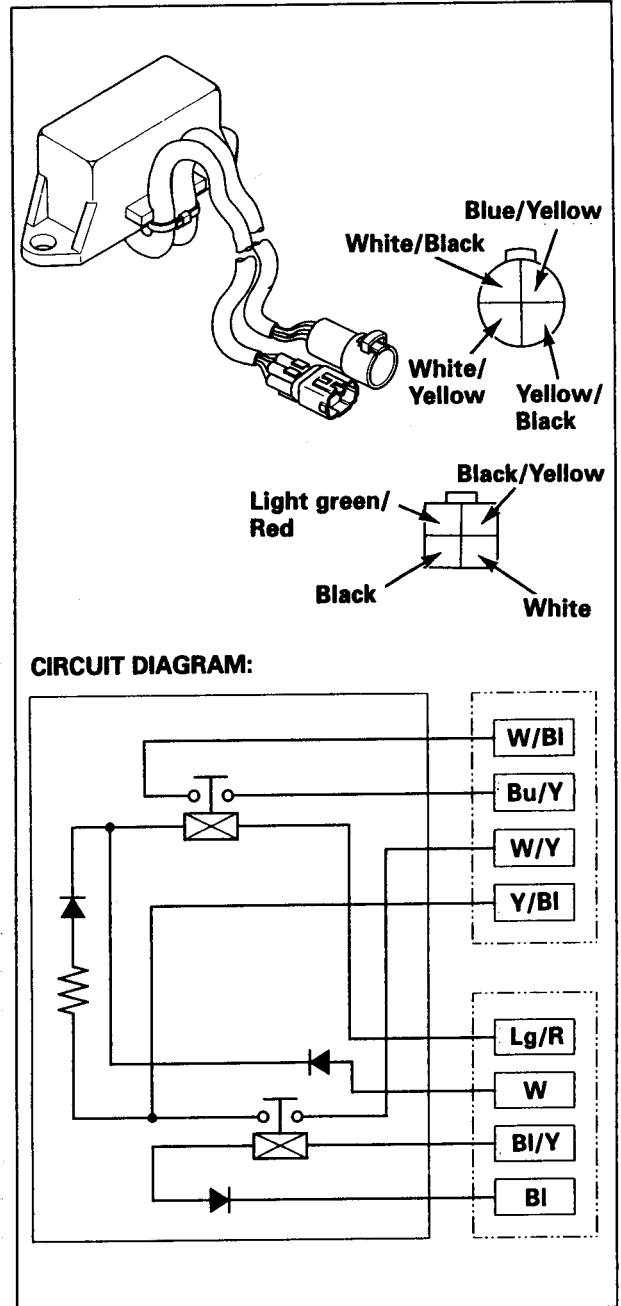 Blue/Yellow
White/Black
White/
Yellow
Yellow/
Black
Black/Yellow
Light green/
Red
Black
White
CIRCUIT DIAGRAM:
W/Bl
Bu/Y
W/Y
Y/Bl
Lg/R
W
Bl/Y
Bl